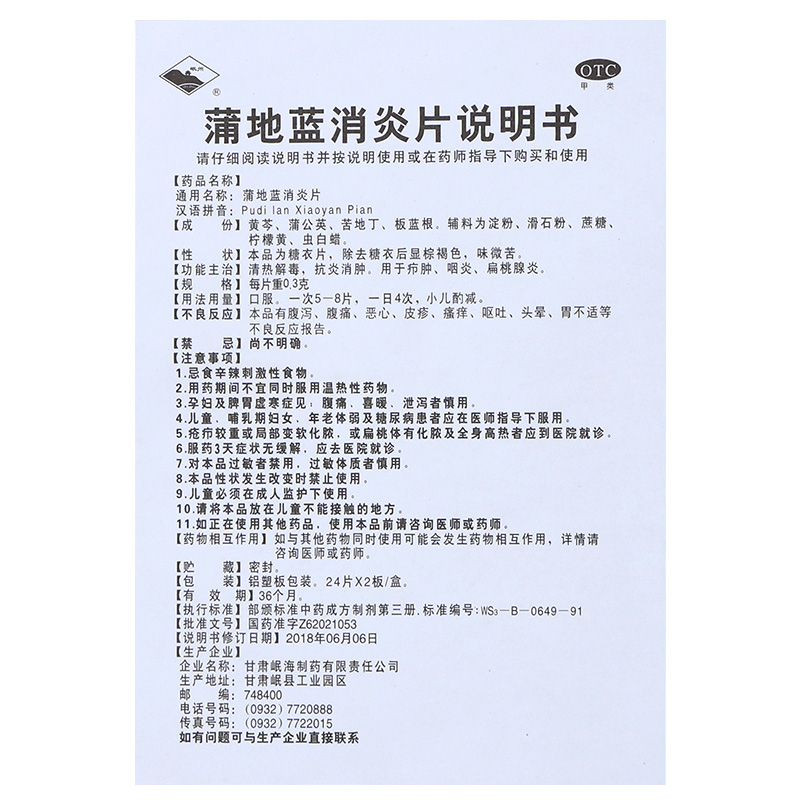 岷州
®
OTC
甲 类
蒲地蓝消炎片说明书
请仔细阅读说明书并按说明使用或在药师指导下购买和使用
【药品名称】
通用名称：蒲地蓝消炎片
汉语拼音：Pudi lan Xiaoyan Pian
【成　份】黄芩、蒲公英、苦地丁、板蓝根。辅料为淀粉、滑石粉、蔗糖、
柠檬黄、虫白蜡。
【性　状】本品为糖衣片，除去糖衣后显棕褐色，味微苦。
【功能主治】清热解毒，抗炎消肿。用于疖肿、咽炎、扁桃腺炎。
【规　格】每片重0.3克
【用法用量】口服。一次5－8片，一日4次，小儿酌减。
【不良反应】本品有腹泻、腹痛、恶心、皮疹、瘙痒、呕吐、头晕、胃不适等
不良反应报告。
【禁　忌】尚不明确。
【注意事项】
1.忌食辛辣刺激性食物。
2.用药期间不宜同时服用温热性药物。
3.孕妇及脾胃虚寒症见：腹痛、喜暖、泄泻者慎用。
4.儿童、哺乳期妇女、年老体弱及糖尿病患者应在医师指导下服用。
5.疮疖较重或局部变软化脓，或扁桃体有化脓及全身高热者应到医院就诊。
6.服药3天症状无缓解，应去医院就诊。
7.对本品过敏者禁用，过敏体质者慎用。
8.本品性状发生改变时禁止使用。
9.儿童必须在成人监护下使用。
10.请将本品放在儿童不能接触的地方。
11.如正在使用其他药品，使用本品前请咨询医师或药师。
【药物相互作用】如与其他药物同时使用可能会发生药物相互作用，详情请
咨询医师或药师。
【贮　藏】密封。
【包　装】铝塑板包装。24片X2板/盒。
【有 效 期】36个月。
【执行标准】部颁标准中药成方制剂第三册,标准编号:WS₃－B－0649－91
【批准文号】国药准字Z62021053
【说明书修订日期】2018年06月06日
【生产企业】
企业名称：甘肃岷海制药有限责任公司
生产地址：甘肃岷县工业园区
邮　编：748400
电话号码：(0932) 7720888
传真号码：(0932) 7722015
如有问题可与生产企业直接联系